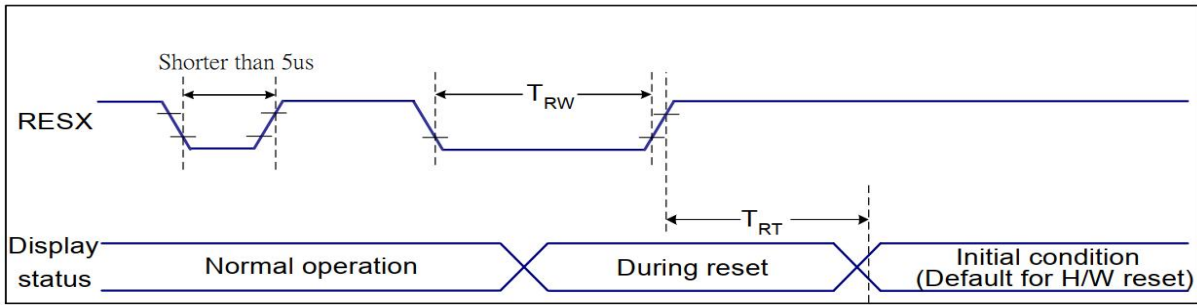 Shorter than 5us
RESX
TRW
TRT
Display
status
Normal operation
During reset
Initial condition
(Default for H/W reset)